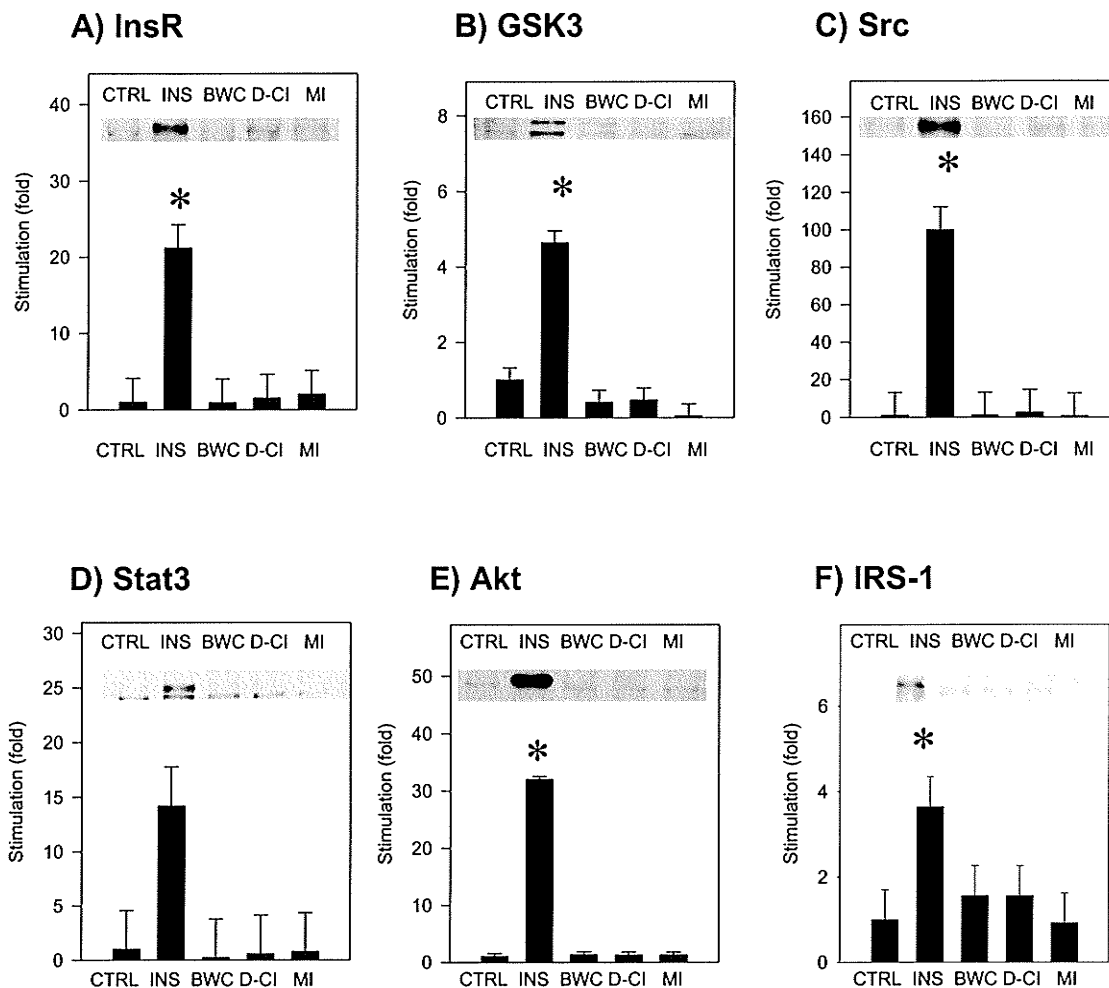 A) InsR
Stimulation (fold)
40
30
20
10
0
CTRL INS BWC D-CI MI
*
CTRL INS BWC D-CI MI
B) GSK3
Stimulation (fold)
8
6
4
2
0
CTRL INS BWC D-CI MI
*
CTRL INS BWC D-CI MI
C) Src
Stimulation (fold)
160
140
120
100
80
60
40
20
0
CTRL INS BWC D-CI MI
*
CTRL INS BWC D-CI MI
D) Stat3
Stimulation (fold)
30
25
20
15
10
5
0
CTRL INS BWC D-CI MI
CTRL INS BWC D-CI MI
E) Akt
Stimulation (fold)
50
40
30
20
10
0
CTRL INS BWC D-CI MI
*
CTRL INS BWC D-CI MI
F) IRS-1
Stimulation (fold)
6
4
2
0
CTRL INS BWC D-CI MI
*
CTRL INS BWC D-CI MI